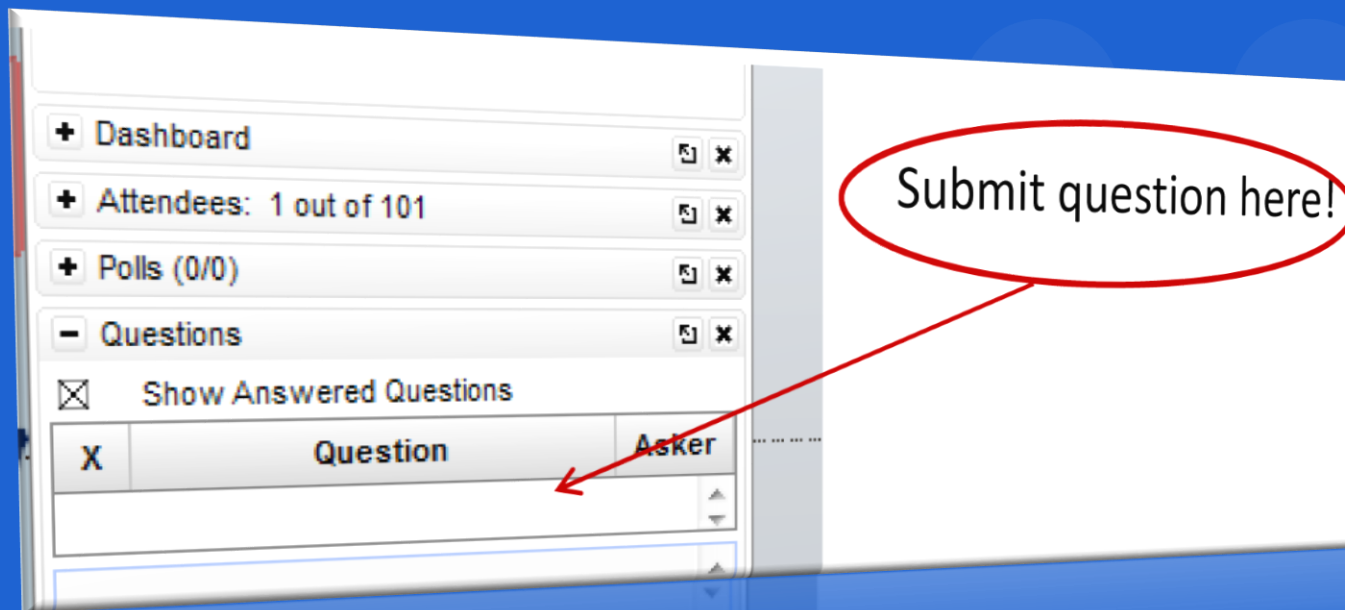 Dashboard
Attendees: 1 out of 101
Polls (0/0)
Questions
Show Answered Questions
X Question Asker
Submit question here!